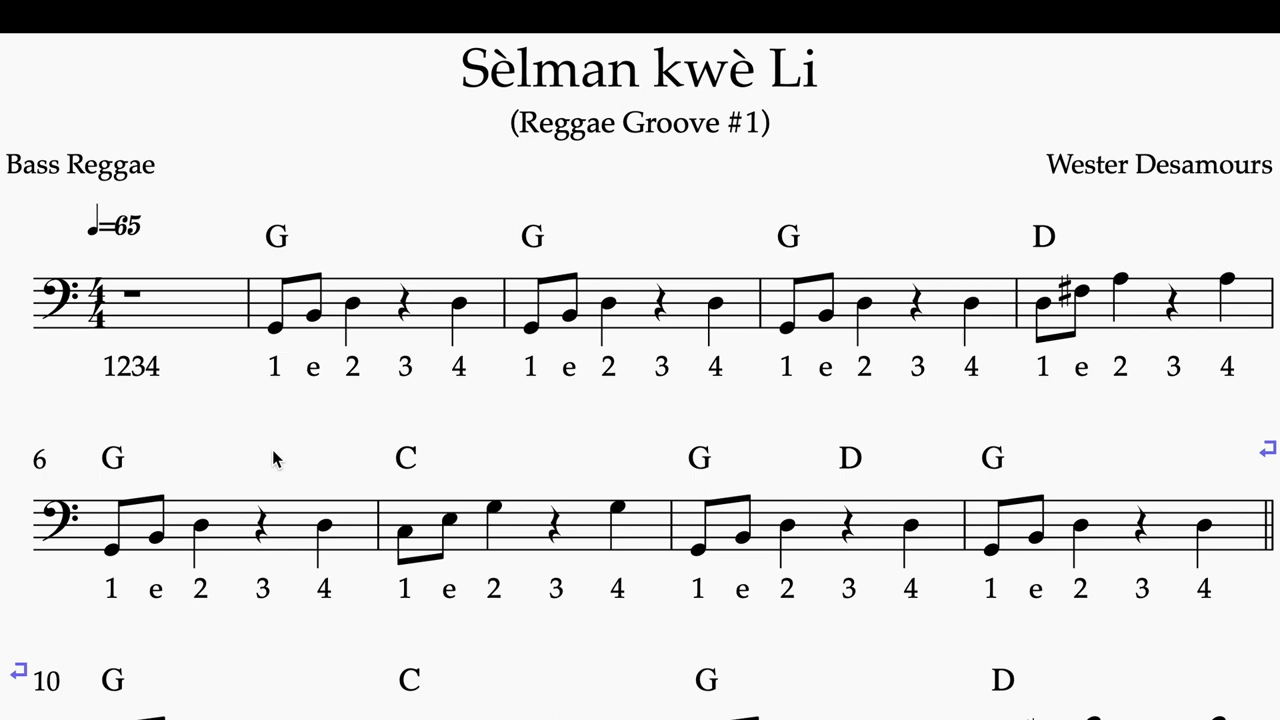 Sèlman kwè Li
(Reggae Groove #1)
Bass Reggae
Wester Desamours
♩=65
G G G D
4/4
1234 1 e 2 3 4 1 e 2 3 4 1 e 2 3 4 1 e 2 3 4
6 G C G D G
1 e 2 3 4 1 e 2 3 4 1 e 2 3 4 1 e 2 3 4
10 G C G D